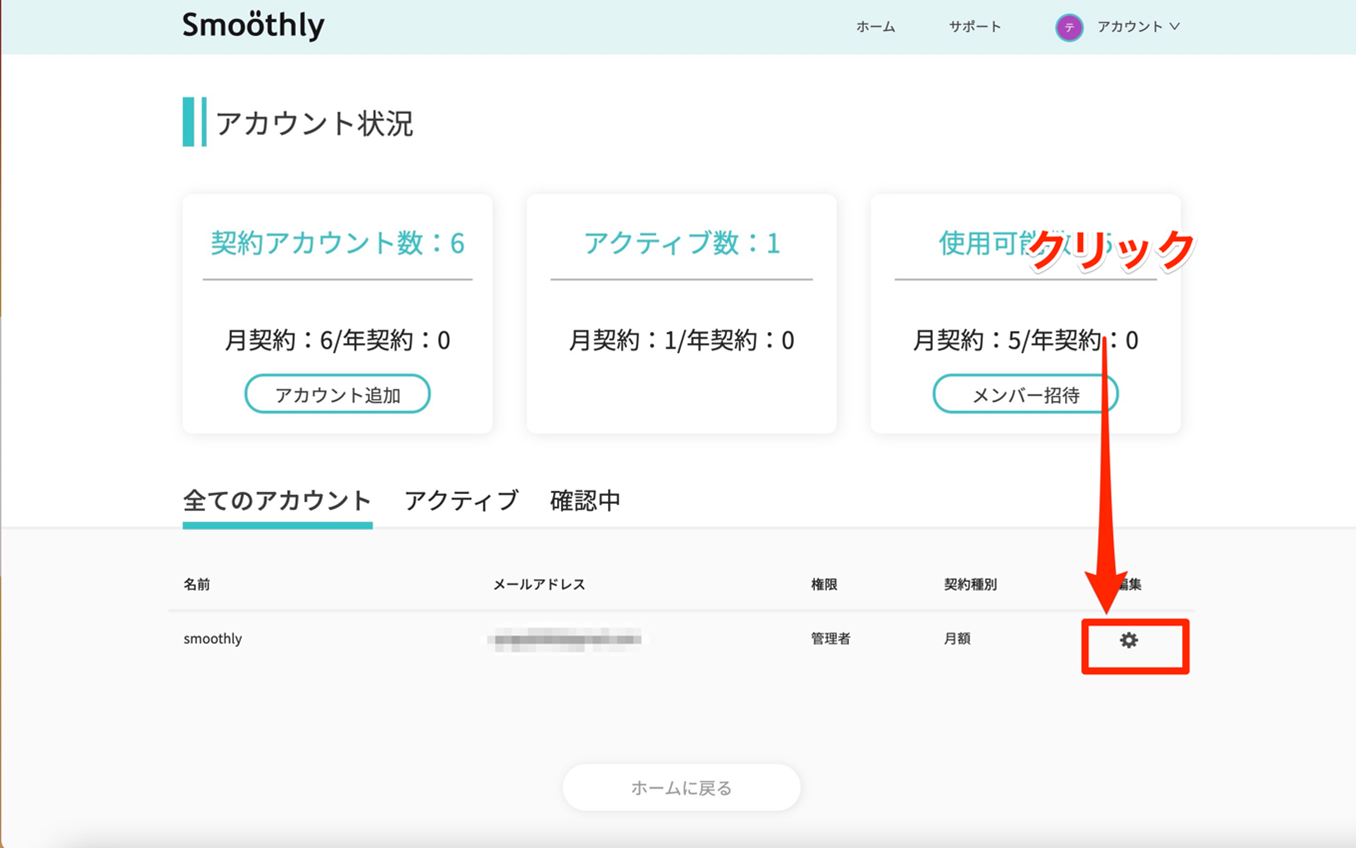 Smoöthly
ホーム サポート テ アカウント
アカウント状況
契約アカウント数：6
月契約：6/年契約：0
アカウント追加
アクティブ数：1
月契約：1/年契約：0
使用可能
クリック
月契約：5/年契約：0
メンバー招待
全てのアカウント アクティブ 確認中
名前 メールアドレス 権限 契約種別 編集
smoothly 管理者 月額
ホームに戻る